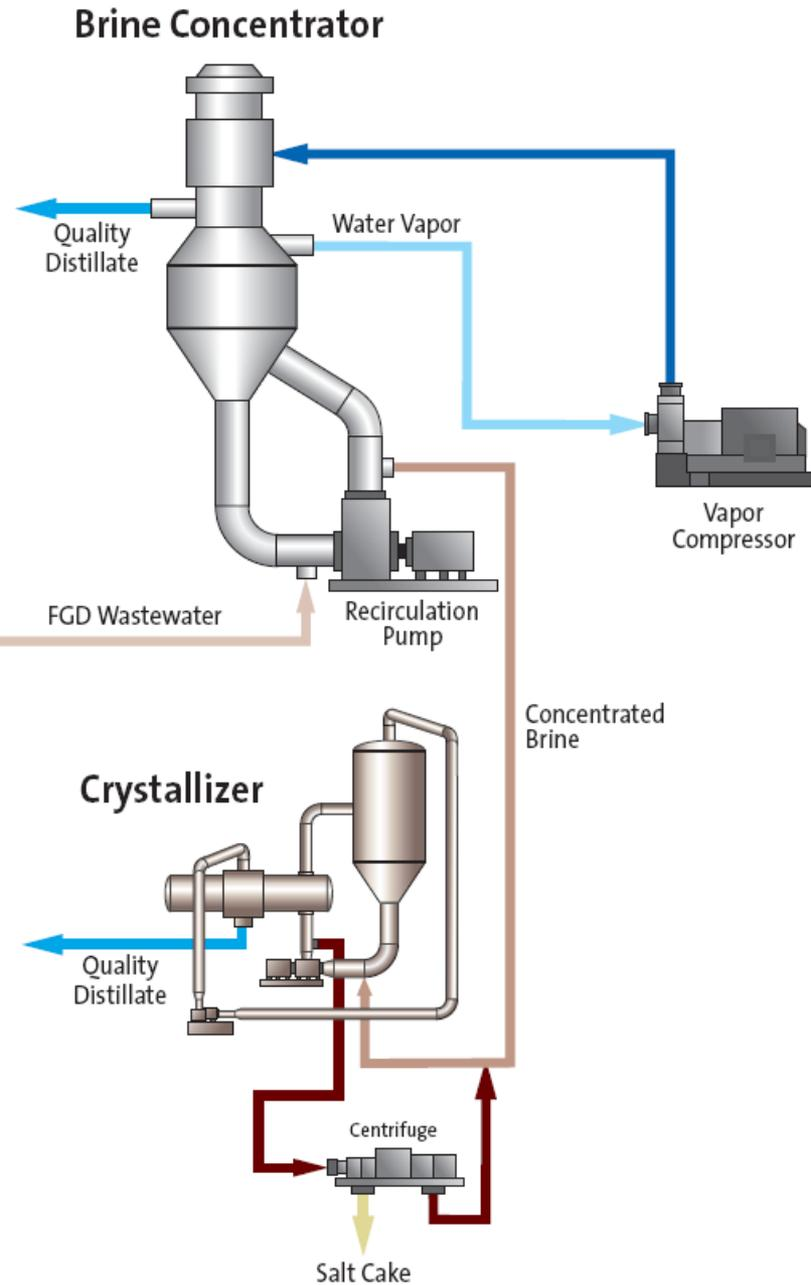 Brine Concentrator
Water Vapor
Quality
Distillate
Vapor
Compressor
FGD Wastewater
Recirculation
Pump
Concentrated
Brine
Crystallizer
Quality
Distillate
Centrifuge
Salt Cake